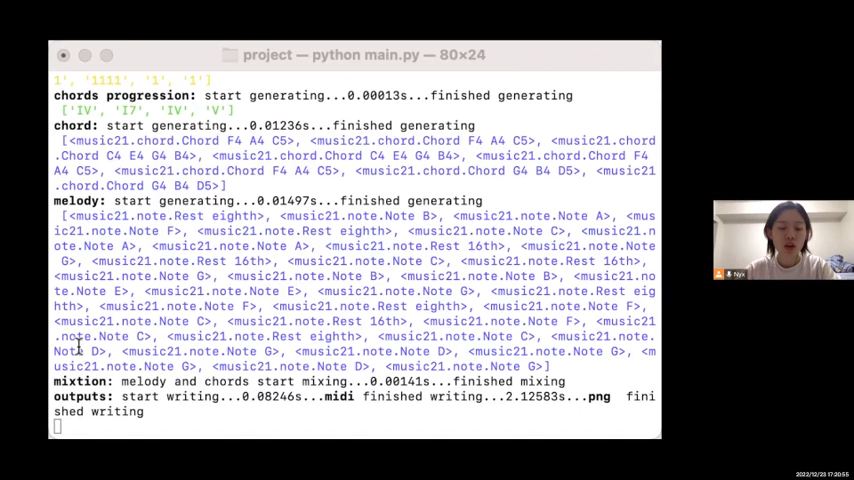 project — python main.py — 80×24
1', '1111', '1', '1']
chords progression: start generating...0.00013s...finished generating
['IV', 'I7', 'IV', 'V']
chord: start generating...0.01236s...finished generating
[<music21.chord.Chord F4 A4 C5>, <music21.chord.Chord F4 A4 C5>, <music21.chord
.Chord C4 E4 G4 B4>, <music21.chord.Chord C4 E4 G4 B4>, <music21.chord.Chord F4
A4 C5>, <music21.chord.Chord F4 A4 C5>, <music21.chord.Chord G4 B4 D5>, <music21
.chord.Chord G4 B4 D5>]
melody: start generating...0.01497s...finished generating
[<music21.note.Rest eighth>, <music21.note.Note B>, <music21.note.Note A>, <mus
ic21.note.Note F>, <music21.note.Rest eighth>, <music21.note.Note C>, <music21.n
ote.Note A>, <music21.note.Note A>, <music21.note.Rest 16th>, <music21.note.Note
G>, <music21.note.Rest 16th>, <music21.note.Note C>, <music21.note.Rest 16th>,
<music21.note.Note G>, <music21.note.Note B>, <music21.note.Note B>, <music21.no
te.Note E>, <music21.note.Note E>, <music21.note.Note G>, <music21.note.Rest eig
hth>, <music21.note.Note F>, <music21.note.Rest eighth>, <music21.note.Note F>,
<music21.note.Note C>, <music21.note.Rest 16th>, <music21.note.Note F>, <music21
.note.Note C>, <music21.note.Rest eighth>, <music21.note.Note C>, <music21.note.
Note D>, <music21.note.Note G>, <music21.note.Note D>, <music21.note.Note G>, <m
usic21.note.Note G>, <music21.note.Note D>, <music21.note.Note G>]
mixtion: melody and chords start mixing...0.00141s...finished mixing
outputs: start writing...0.08246s...midi finished writing...2.12583s...png fini
shed writing
Nyx
2022/12/23 17:20:55